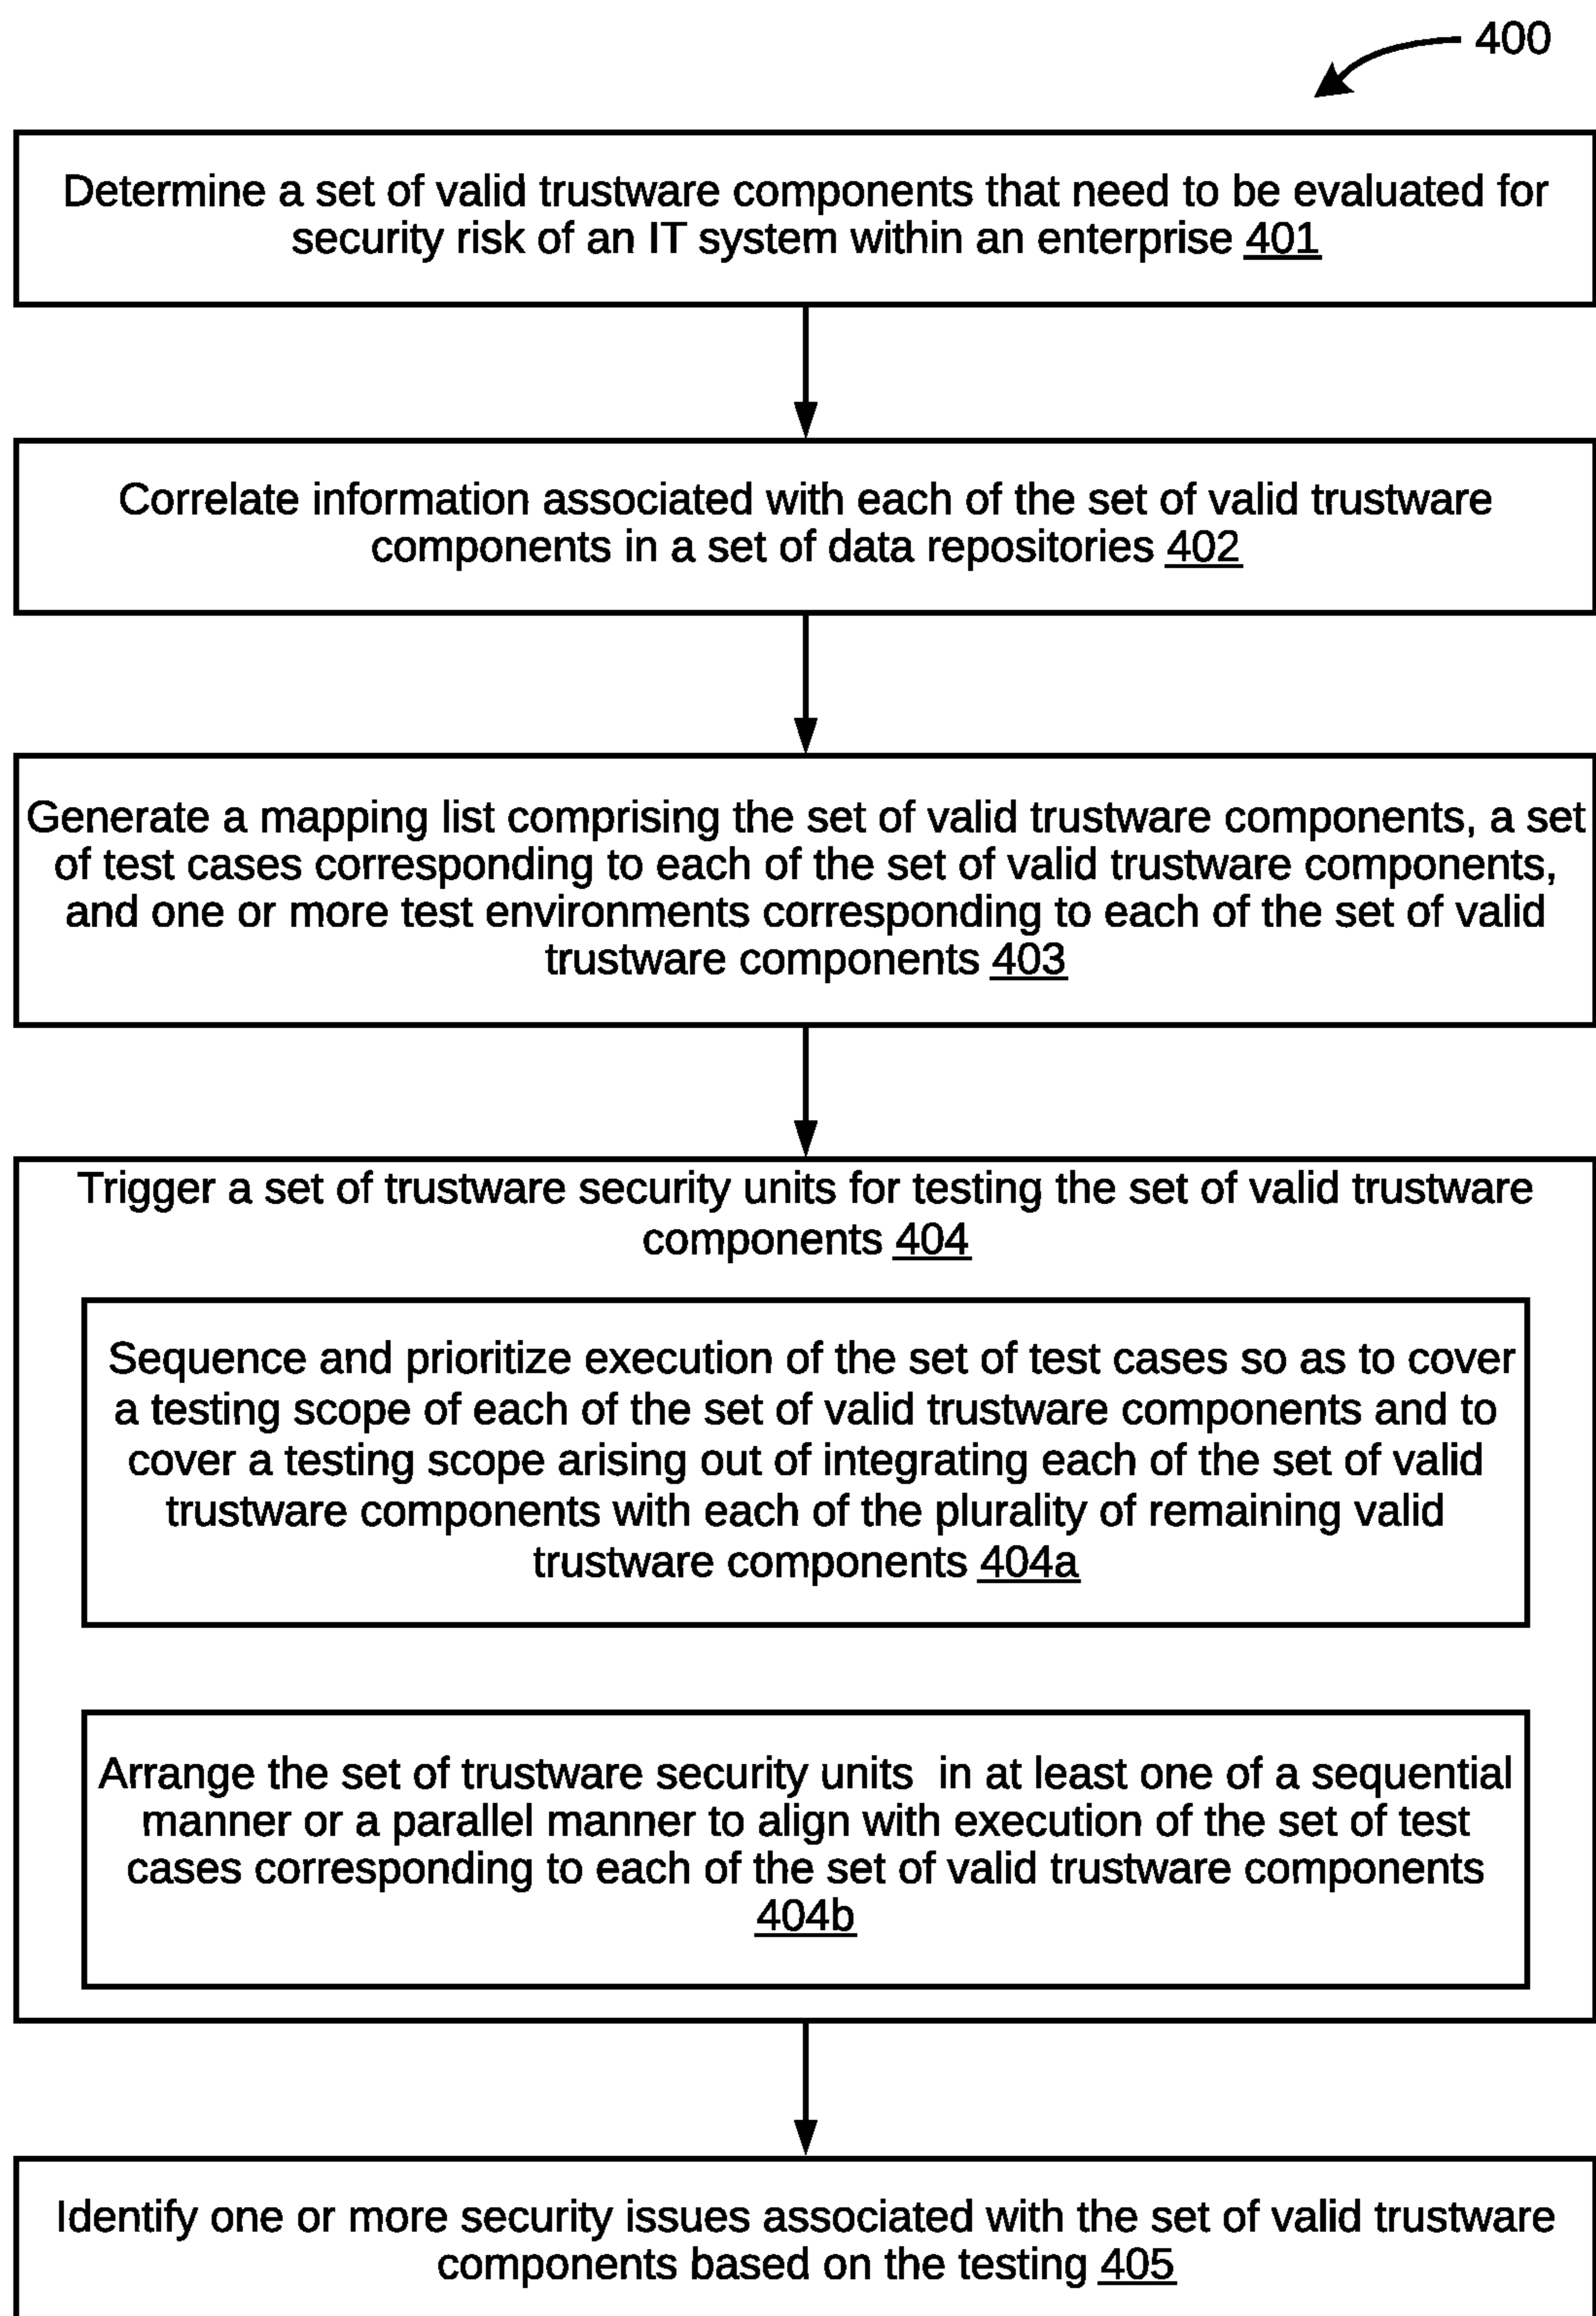 400
Determine a set of valid trustware components that need to be evaluated for
security risk of an IT system within an enterprise 401
Correlate information associated with each of the set of valid trustware
components in a set of data repositories 402
Generate a mapping list comprising the set of valid trustware components, a set
of test cases corresponding to each of the set of valid trustware components,
and one or more test environments corresponding to each of the set of valid
trustware components 403
Trigger a set of trustware security units for testing the set of valid trustware
components 404
Sequence and prioritize execution of the set of test cases so as to cover
a testing scope of each of the set of valid trustware components and to
cover a testing scope arising out of integrating each of the set of valid
trustware components with each of the plurality of remaining valid
trustware components 404a
Arrange the set of trustware security units  in at least one of a sequential
manner or a parallel manner to align with execution of the set of test
cases corresponding to each of the set of valid trustware components
404b
Identify one or more security issues associated with the set of valid trustware
components based on the testing 405